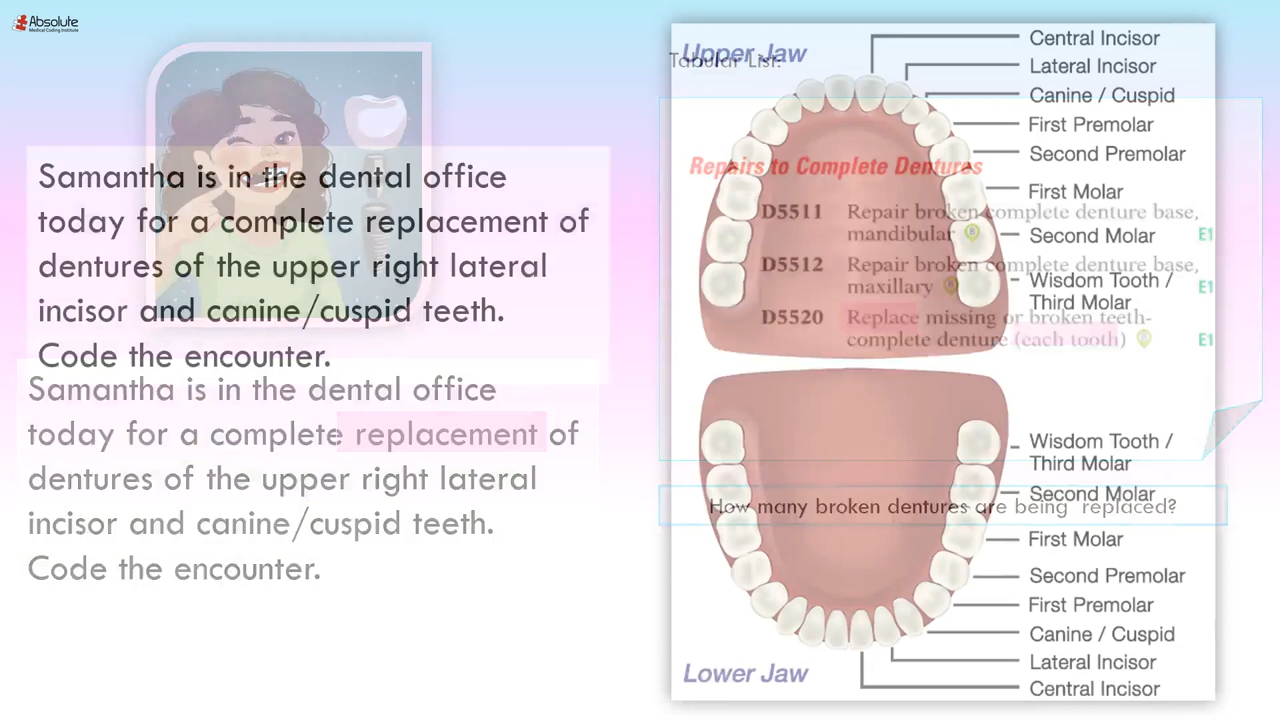 Absolute
Medical Coding Institute
Samantha is in the dental office
today for a complete replacement of
dentures of the upper right lateral
incisor and canine/cuspid teeth.
Code the encounter.
Samantha is in the dental office
today for a complete replacement of
dentures of the upper right lateral
incisor and canine/cuspid teeth.
Code the encounter.
Upper Jaw
Tabular List:
Central Incisor
Lateral Incisor
Canine / Cuspid
First Premolar
Second Premolar
First Molar
Second Molar
Wisdom Tooth /
Third Molar
Repairs to Complete Dentures
D5511 Repair broken complete denture base,
mandibular B E1
D5512 Repair broken complete denture base,
maxillary B E1
D5520 Replace missing or broken teeth-
complete denture (each tooth) B E1
Wisdom Tooth /
Third Molar
Second Molar
How many broken dentures are being replaced?
First Molar
Second Premolar
First Premolar
Canine / Cuspid
Lateral Incisor
Central Incisor
Lower Jaw